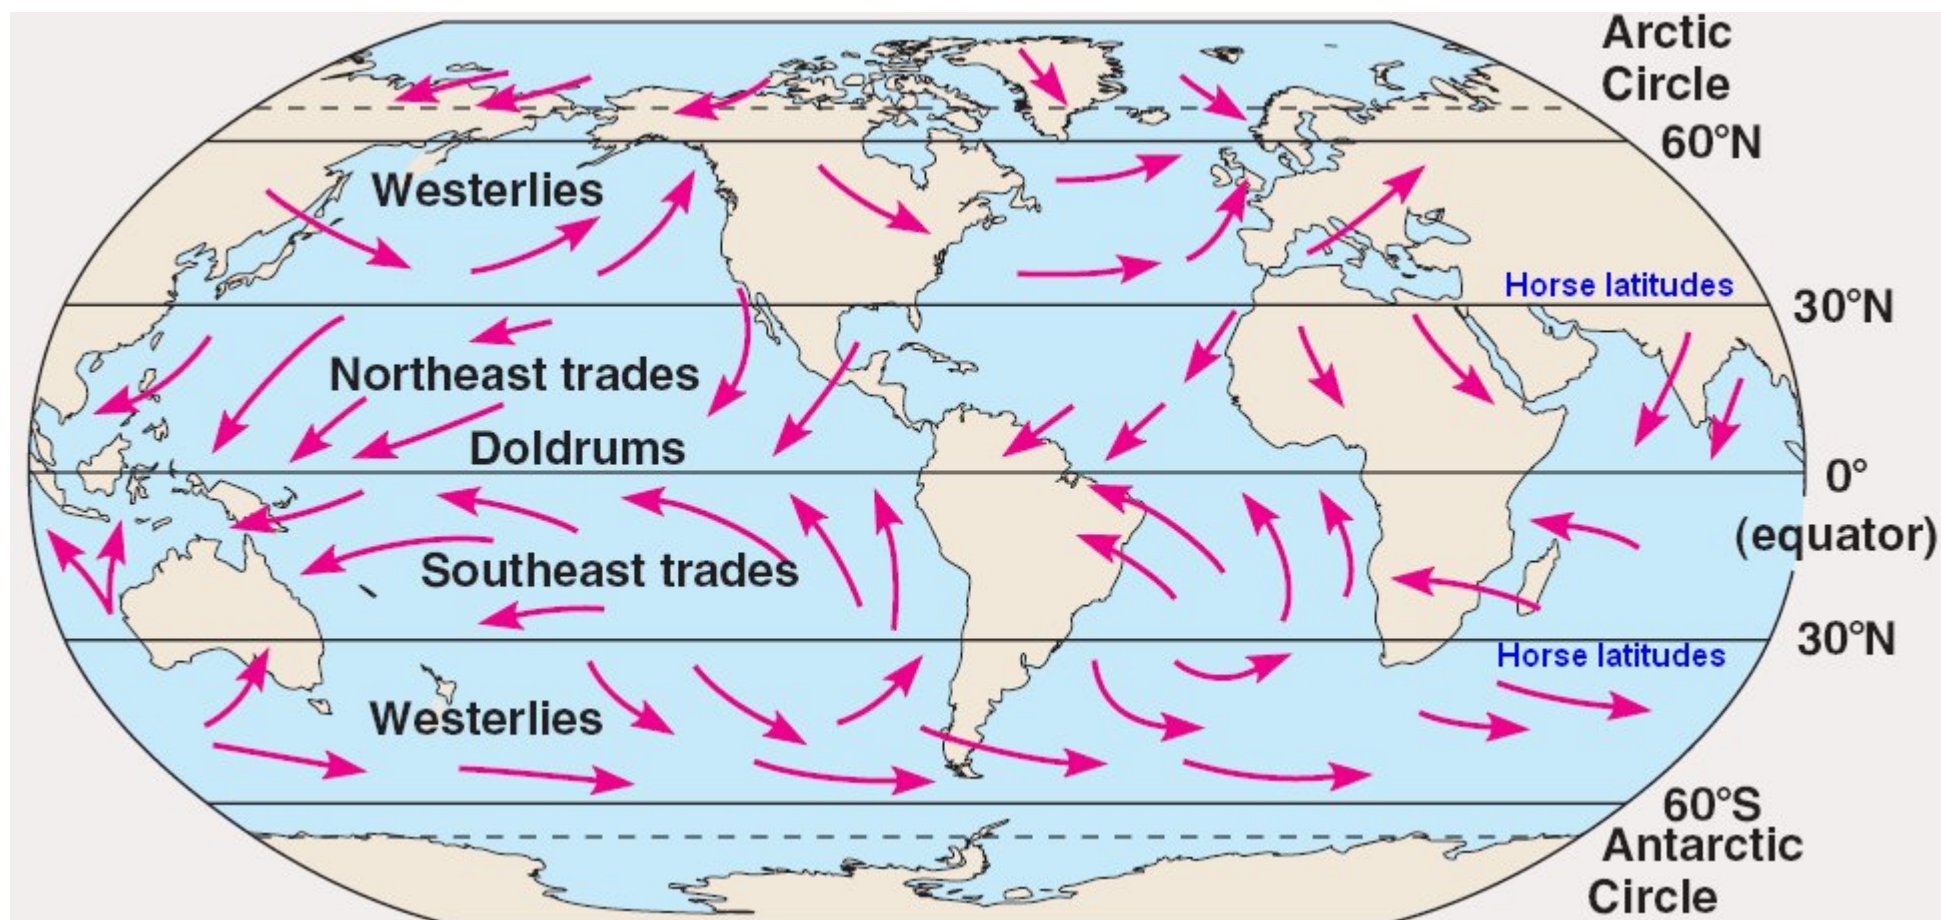 Arctic
Circle
60°N
Westerlies
Horse latitudes
30°N
Northeast trades
Doldrums
0°
(equator)
Southeast trades
30°N
Horse latitudes
Westerlies
60°S
Antarctic
Circle